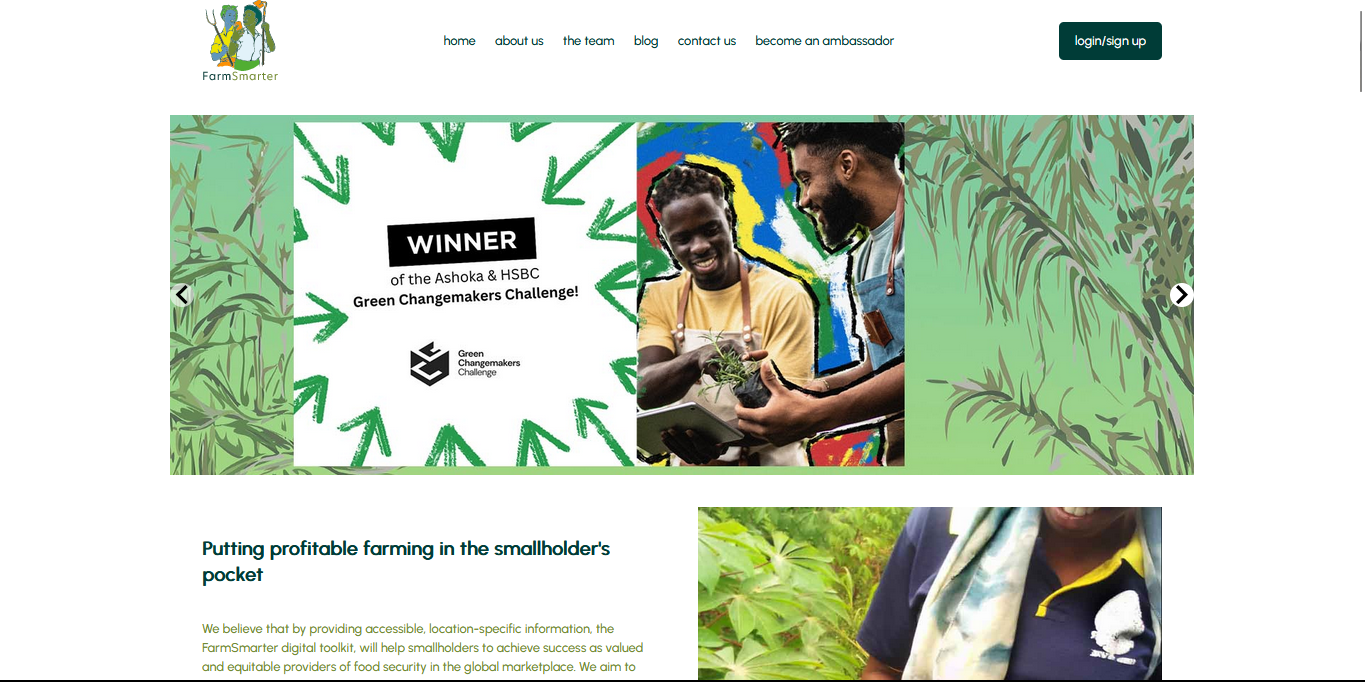 FarmSmarter
home about us the team blog contact us become an ambassador
login/sign up
WINNER
of the Ashoka & HSBC
Green Changemakers Challenge!
Green
Changemakers
Challenge
Putting profitable farming in the smallholder's
pocket
We believe that by providing accessible, location-specific information, the
FarmSmarter digital toolkit, will help smallholders to achieve success as valued
and equitable providers of food security in the global marketplace. We aim to